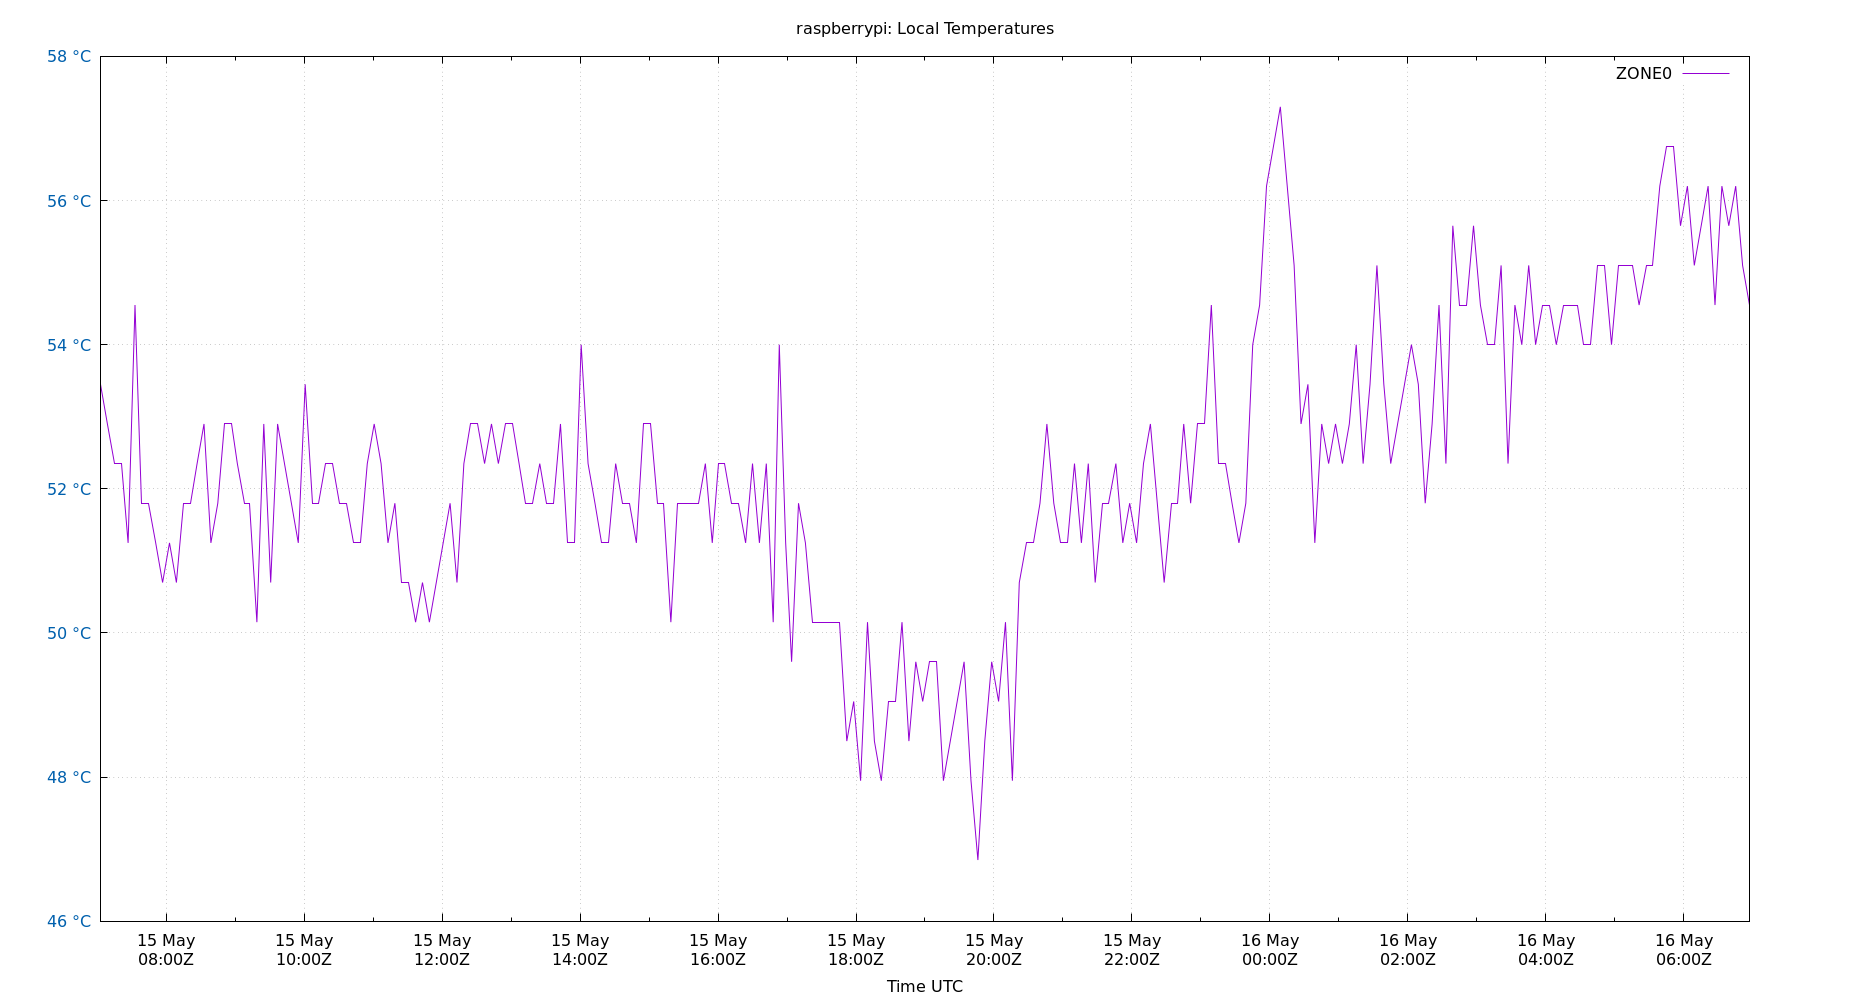 raspberrypi: Local Temperatures
58 °C
ZONE0
56 °C
54 °C
52 °C
50 °C
48 °C
46 °C
15 May 15 May 15 May 15 May 15 May 15 May 15 May 15 May 16 May 16 May 16 May 16 May
08:00Z 10:00Z 12:00Z 14:00Z 16:00Z 18:00Z 20:00Z 22:00Z 00:00Z 02:00Z 04:00Z 06:00Z
Time UTC